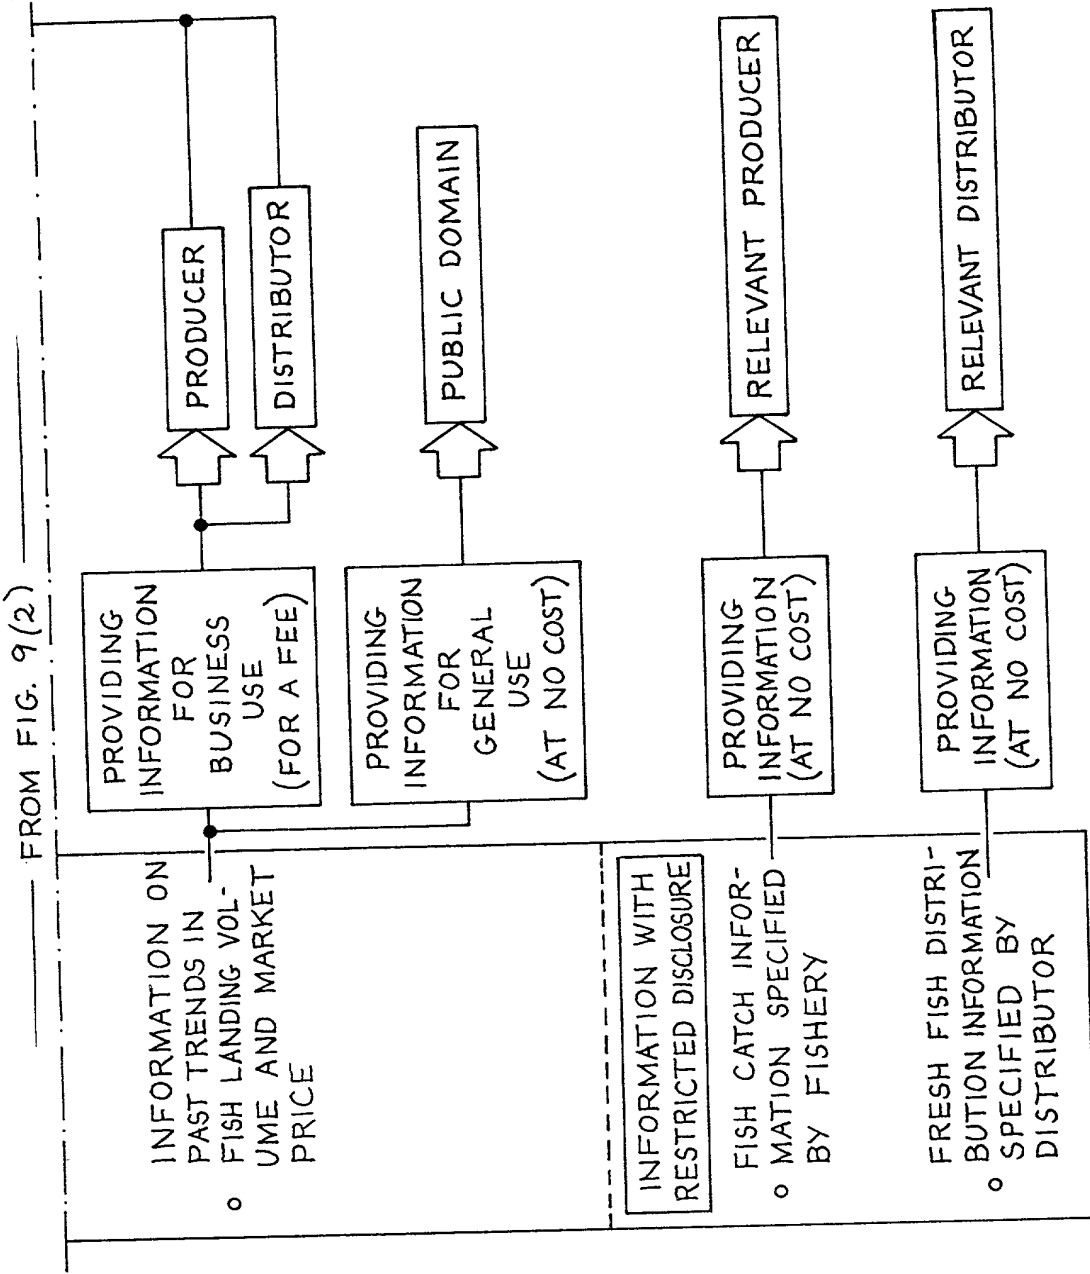 FROM FIG. 9(2)
INFORMATION ON
PAST TRENDS IN
FISH LANDING VOL-
UME AND MARKET
PRICE
PROVIDING
INFORMATION
FOR
BUSINESS
USE
(FOR A FEE)
PRODUCER
DISTRIBUTOR
PROVIDING
INFORMATION
FOR
GENERAL
USE
(AT NO COST)
PUBLIC DOMAIN
INFORMATION WITH
RESTRICTED DISCLOSURE
FISH CATCH INFOR-
MATION SPECIFIED
BY FISHERY
PROVIDING
INFORMATION
(AT NO COST)
RELEVANT PRODUCER
FRESH FISH DISTRI-
BUTION INFORMATION
SPECIFIED BY
DISTRIBUTOR
PROVIDING
INFORMATION
(AT NO COST)
RELEVANT DISTRIBUTOR